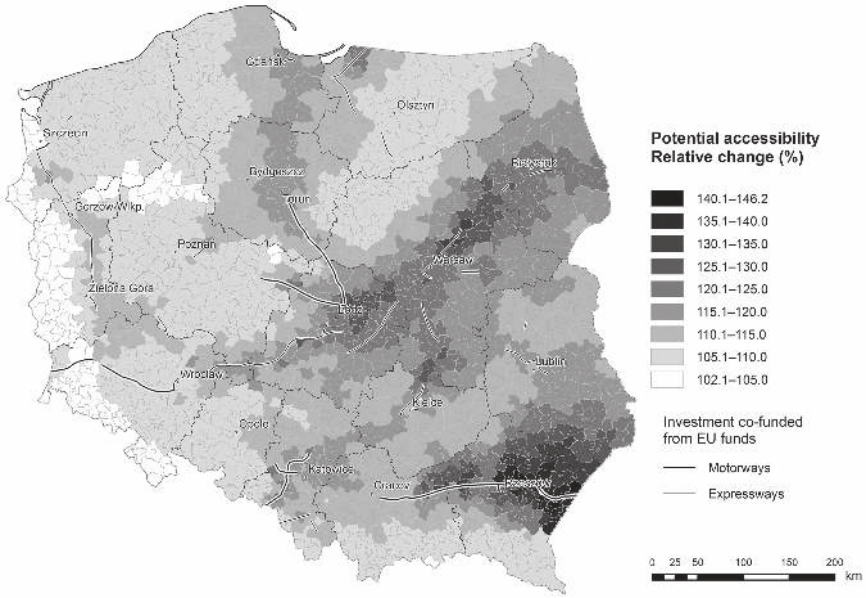 Gdańsk
Olsztyn
Szczecin
Białystok
Bydgoszcz
Toruń
Gorzów Wlkp.
Poznań
Warsaw
Zielona Góra
Łódź
Wrocław
Lublin
Kielce
Opole
Katowice
Cracow
Rzeszów
Potential accessibility
Relative change (%)
140.1–146.2
135.1–140.0
130.1–135.0
125.1–130.0
120.1–125.0
115.1–120.0
110.1–115.0
105.1–110.0
102.1–105.0
Investment co-funded
from EU funds
Motorways
Expressways
0 25 50 100 150 200
km